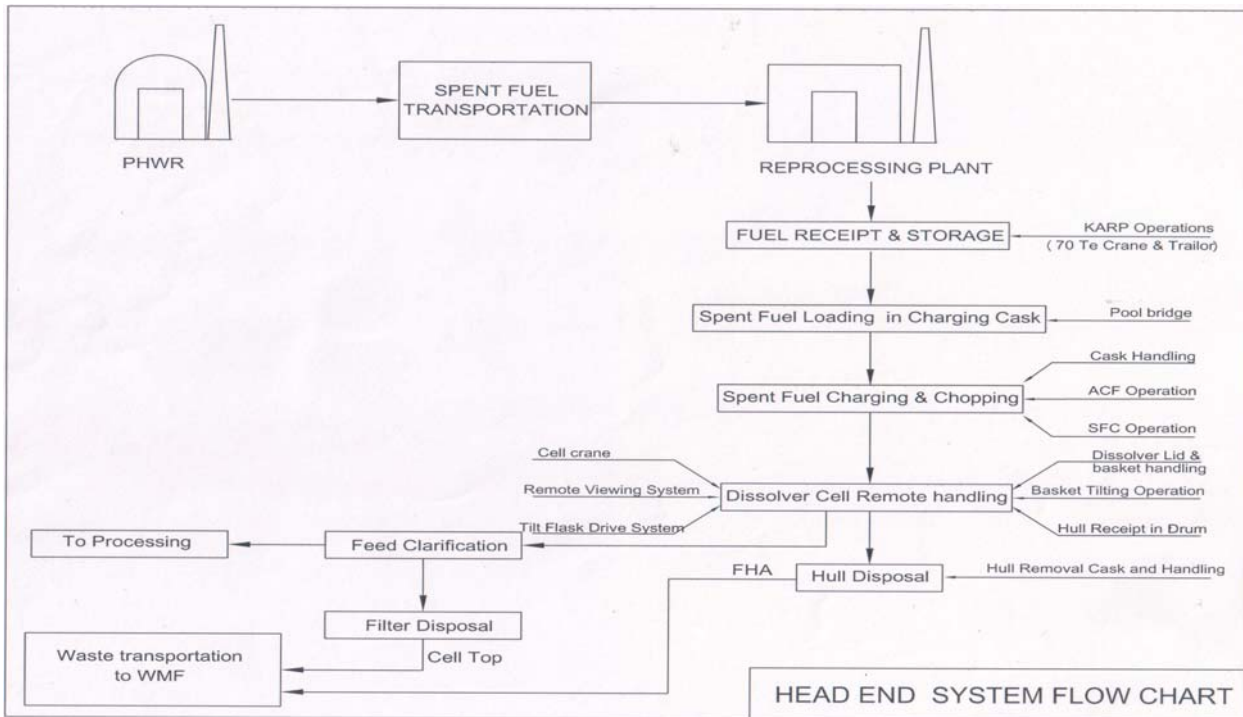 SPENT FUEL
TRANSPORTATION
PHWR
REPROCESSING PLANT
FUEL RECEIPT & STORAGE
KARP Operations
( 70 Te Crane & Trailor)
Spent Fuel Loading in Charging Cask
Pool bridge
Cask Handling
Spent Fuel Charging & Chopping
ACF Operation
SFC Operation
Cell crane
Dissolver Lid &
basket handling
Remote Viewing System
Dissolver Cell Remote handling
Basket Tilting Operation
Tilt Flask Drive System
Hull Receipt in Drum
To Processing
Feed Clarification
FHA
Hull Disposal
Hull Removal Cask and Handling
Filter Disposal
Cell Top
Waste transportation
to WMF
HEAD END SYSTEM FLOW CHART